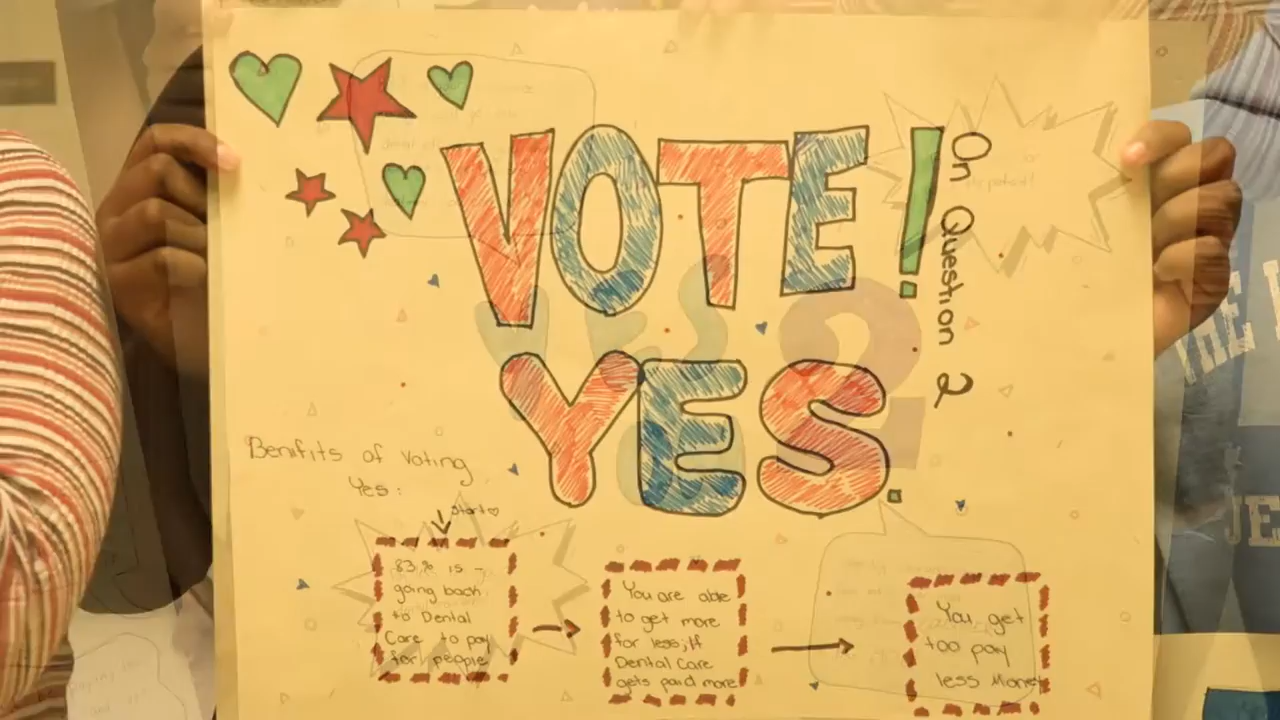 VOTE!
On Question 2
YES.
Benifits of voting
Yes:
Start
83% is -
going back
to Dental
Care to pay
for people
You are able
to get more
for less; If
Dental Care
gets paid more
You get
too pay
less Money
THE
JE